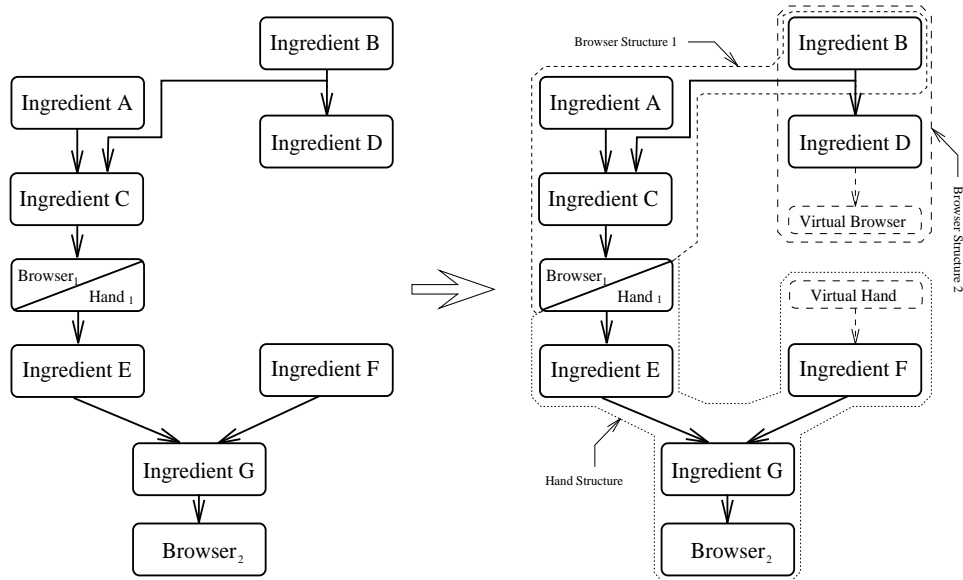 Ingredient B
Ingredient A
Ingredient D
Ingredient C
Browser₁
Hand ₁
Ingredient E
Ingredient F
Ingredient G
Browser₂
Browser Structure 1
Ingredient B
Ingredient A
Ingredient D
Ingredient C
Virtual Browser
Browser Structure 2
Browser₁
Hand ₁
Virtual Hand
Ingredient E
Ingredient F
Ingredient G
Hand Structure
Browser₂